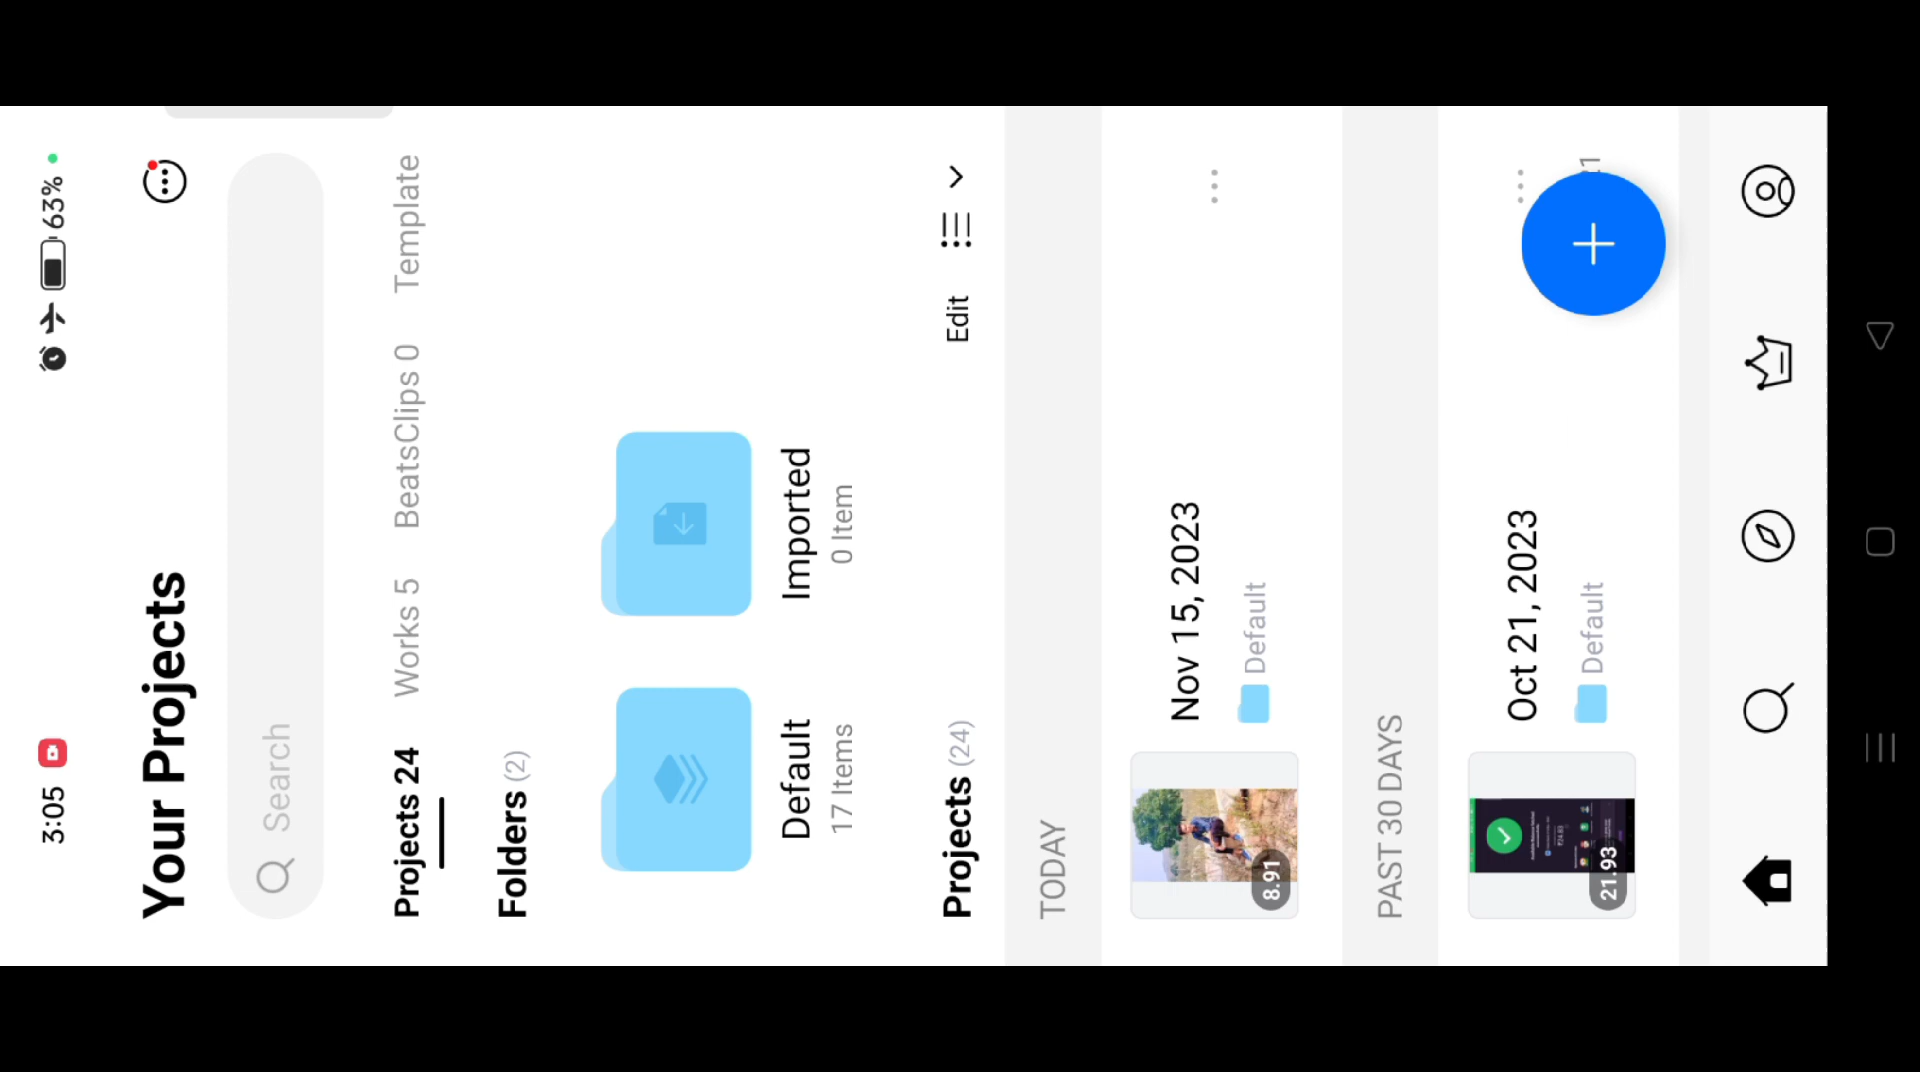 3:05
63%
Your Projects
Search
Projects 24 Works 5 BeatsClips 0 Template
Folders (2)
Default
17 Items
Imported
0 Item
Projects (24) Edit
TODAY
8.91
Nov 15, 2023
Default
PAST 30 DAYS
21.93
Oct 21, 2023
Default